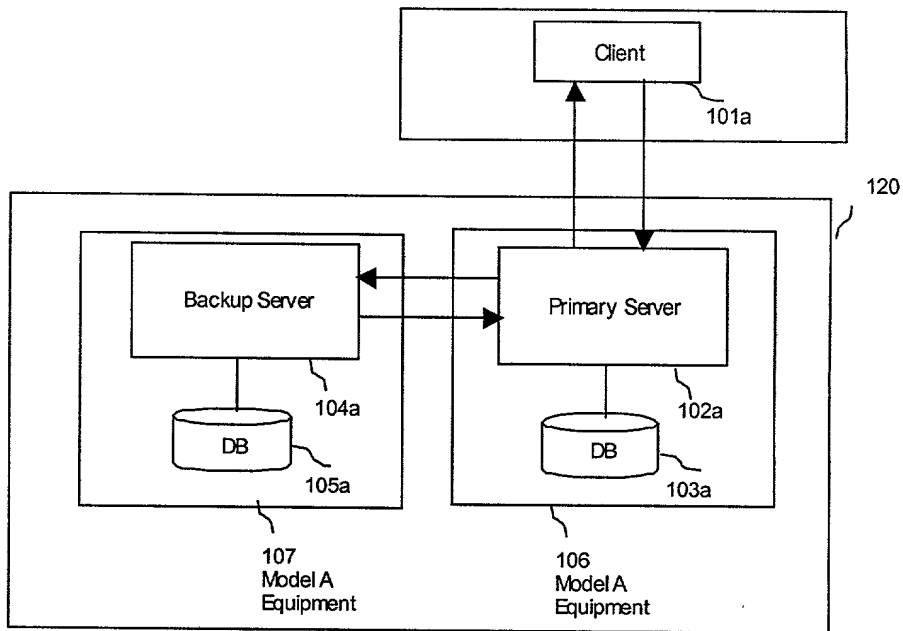 Client
101a
120
Backup Server
Primary Server
104a
102a
DB
DB
105a
103a
107
Model A
Equipment
106
Model A
Equipment